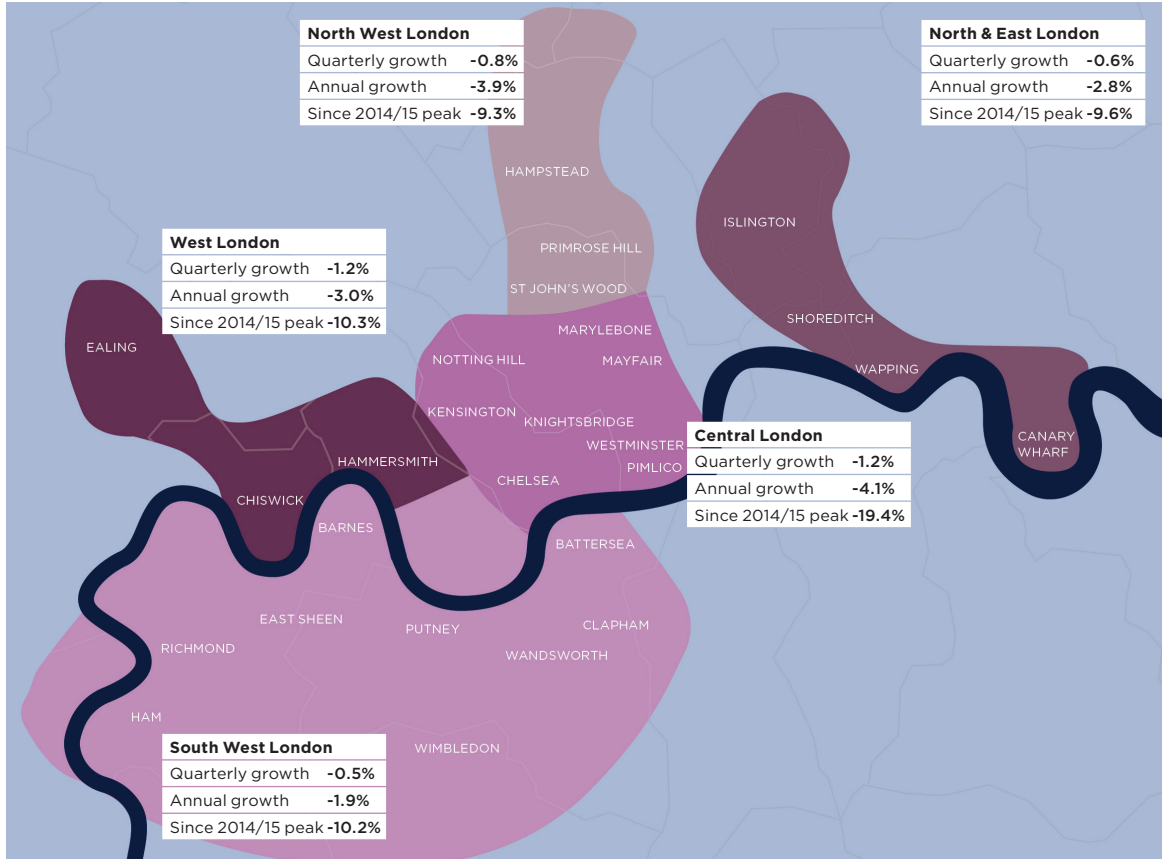 North West London
Quarterly growth -0.8%
Annual growth -3.9%
Since 2014/15 peak -9.3%
North & East London
Quarterly growth -0.6%
Annual growth -2.8%
Since 2014/15 peak -9.6%
HAMPSTEAD
ISLINGTON
PRIMROSE HILL
ST JOHN'S WOOD
West London
Quarterly growth -1.2%
Annual growth -3.0%
Since 2014/15 peak -10.3%
EALING
SHOREDITCH
MARYLEBONE
NOTTING HILL
MAYFAIR
WAPPING
KENSINGTON
KNIGHTSBRIDGE
WESTMINSTER
PIMLICO
Central London
Quarterly growth -1.2%
Annual growth -4.1%
Since 2014/15 peak -19.4%
CANARY
WHARF
HAMMERSMITH
CHELSEA
CHISWICK
BARNES
BATTERSEA
EAST SHEEN
PUTNEY
CLAPHAM
RICHMOND
WANDSWORTH
HAM
WIMBLEDON
South West London
Quarterly growth -0.5%
Annual growth -1.9%
Since 2014/15 peak -10.2%